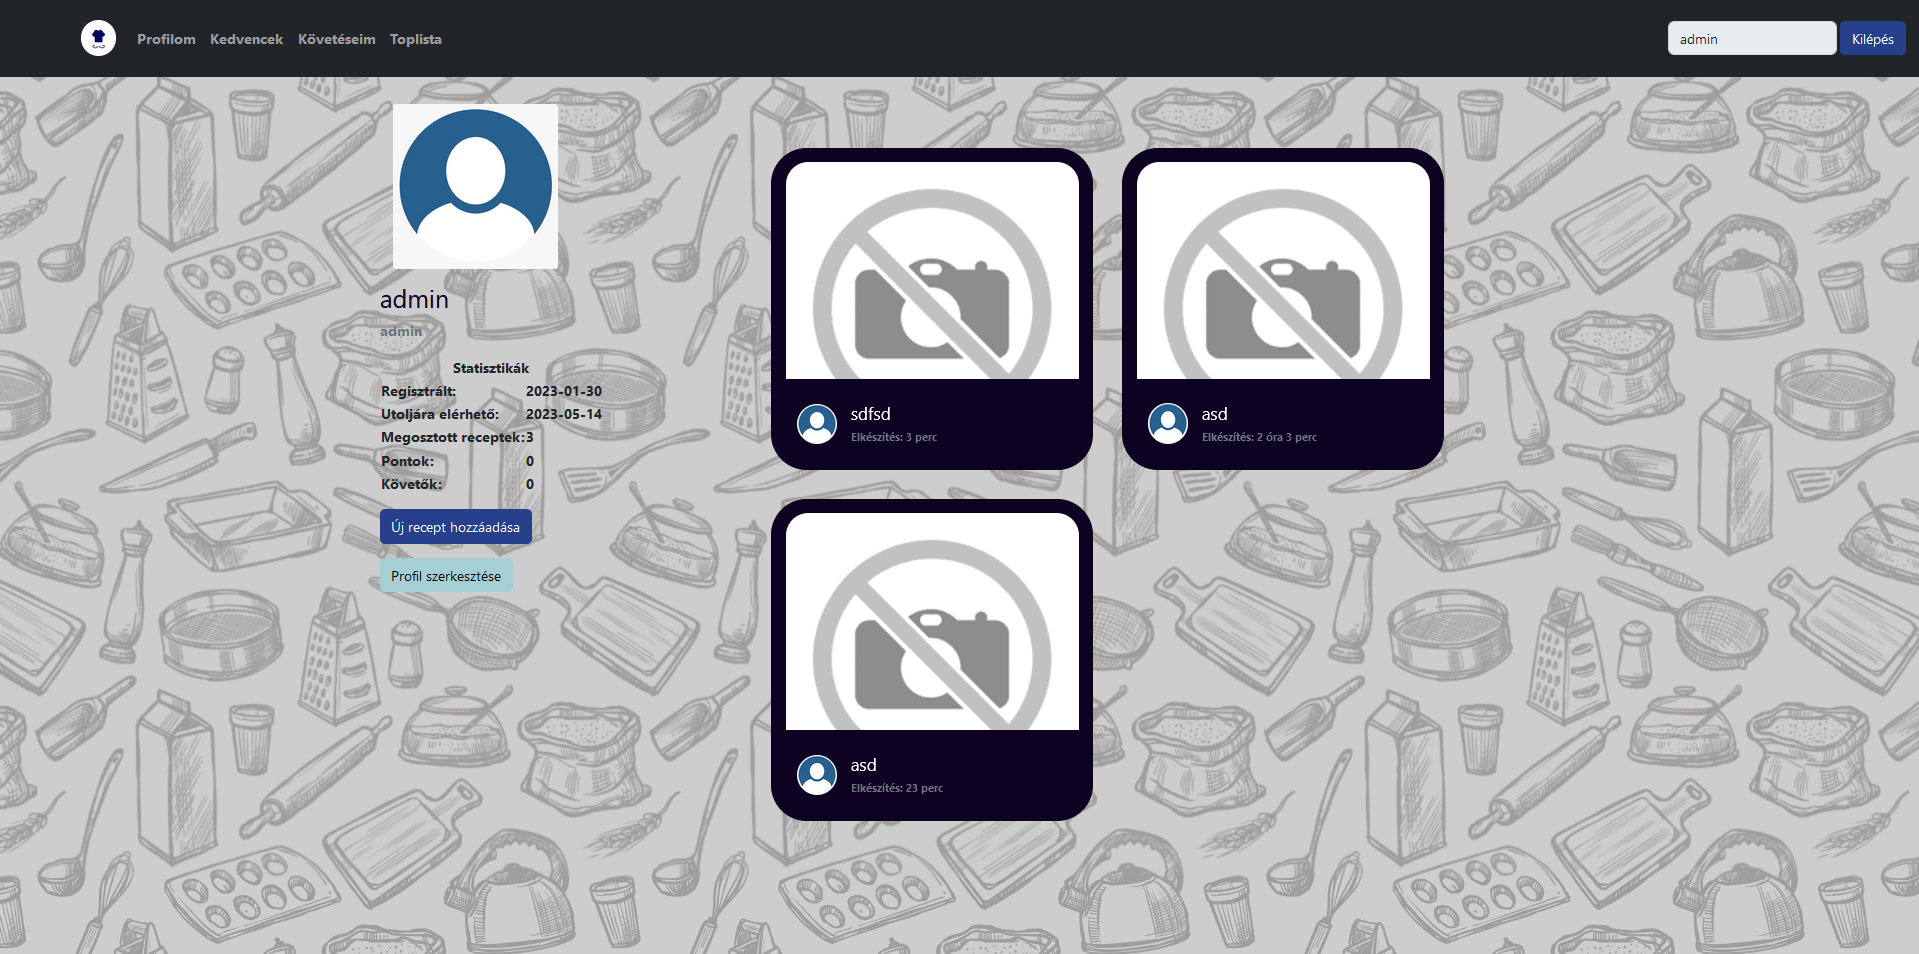 Profilom Kedvencek Követéseim Toplista
admin Kilépés
admin
admin
Statisztikák
Regisztrált: 2023-01-30
Utoljára elérhető: 2023-05-14
Megosztott receptek:3
Pontok: 0
Követők: 0
Új recept hozzáadása
Profil szerkesztése
sdfsd
Elkészítés: 3 perc
asd
Elkészítés: 2 óra 3 perc
asd
Elkészítés: 23 perc